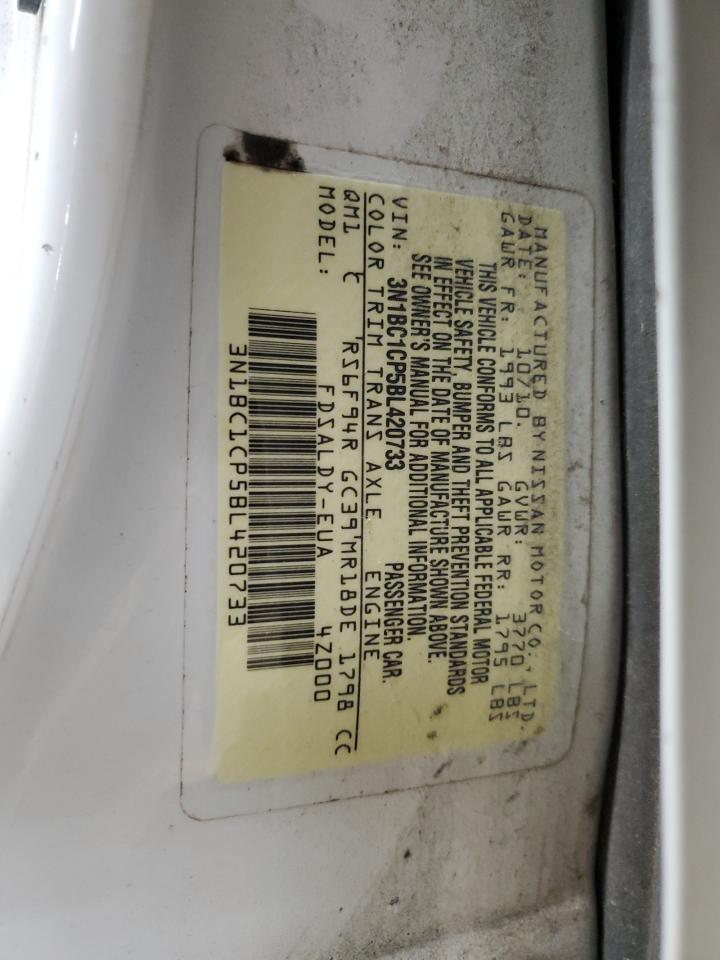 MANUFACTURED BY NISSAN MOTOR CO., LTD.
DATE: 10/10. GVWR: 3770 LBS
GAWR FR: 1993 LBS GAWR RR: 1795 LBS
THIS VEHICLE CONFORMS TO ALL APPLICABLE FEDERAL MOTOR
VEHICLE SAFETY, BUMPER AND THEFT PREVENTION STANDARDS
IN EFFECT ON THE DATE OF MANUFACTURE SHOWN ABOVE.
SEE OWNER'S MANUAL FOR ADDITIONAL INFORMATION.
VIN: 3N1BC1CP5BL420733 PASSENGER CAR.
COLOR TRIM TRANS AXLE ENGINE
QM1 C RS6F94R GC39 MR18DE 1798 CC
MODEL: FDSALDY-EUA 4Z000
3N1BC1CP5BL420733